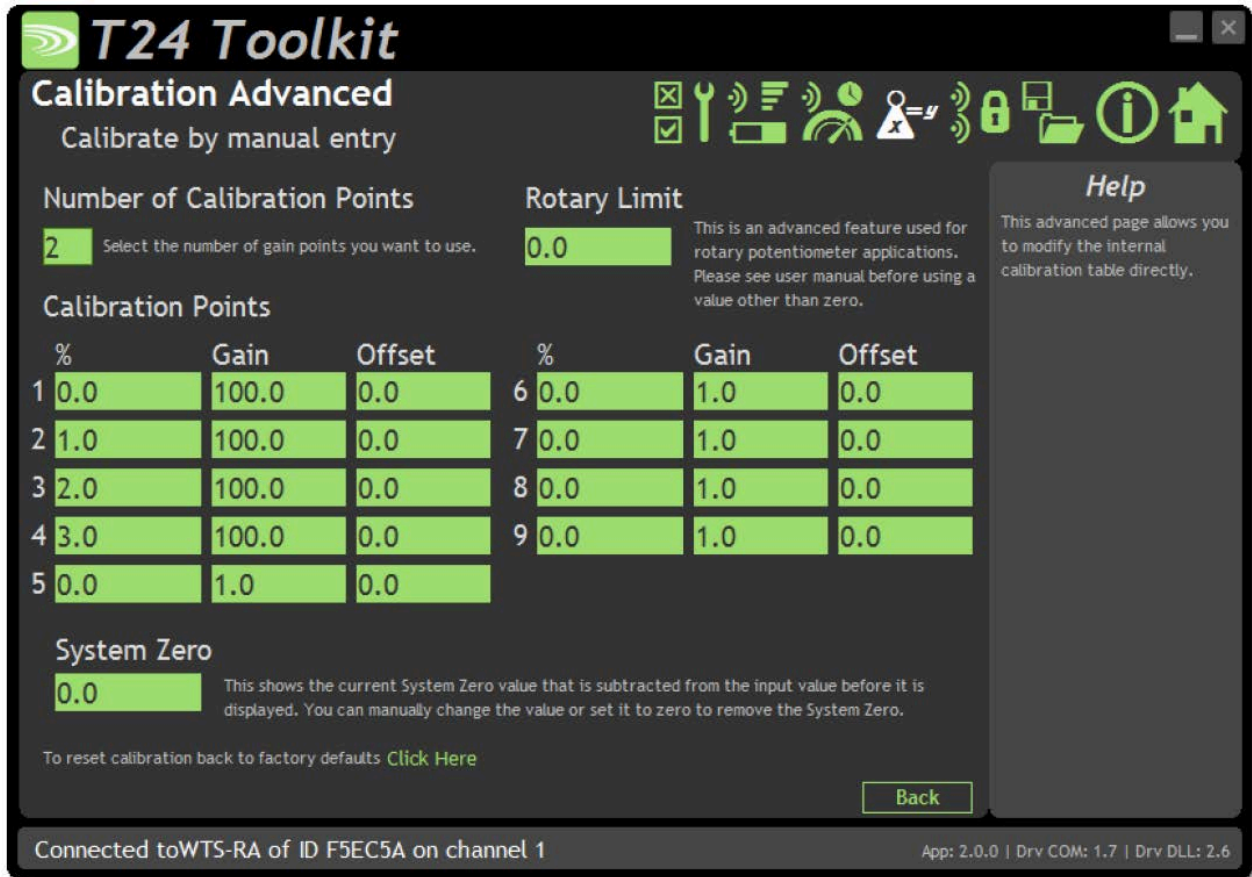 T24 Toolkit
Calibration Advanced
Calibrate by manual entry
x=y
Number of Calibration Points
2 Select the number of gain points you want to use.
Rotary Limit
0.0
This is an advanced feature used for
rotary potentiometer applications.
Please see user manual before using a
value other than zero.
Calibration Points
% Gain Offset % Gain Offset
1 0.0 100.0 0.0 6 0.0 1.0 0.0
2 1.0 100.0 0.0 7 0.0 1.0 0.0
3 2.0 100.0 0.0 8 0.0 1.0 0.0
4 3.0 100.0 0.0 9 0.0 1.0 0.0
5 0.0 1.0 0.0
System Zero
0.0
This shows the current System Zero value that is subtracted from the input value before it is
displayed. You can manually change the value or set it to zero to remove the System Zero.
To reset calibration back to factory defaults Click Here
Back
Help
This advanced page allows you
to modify the internal
calibration table directly.
Connected toWTS-RA of ID F5EC5A on channel 1
App: 2.0.0 | Drv COM: 1.7 | Drv DLL: 2.6